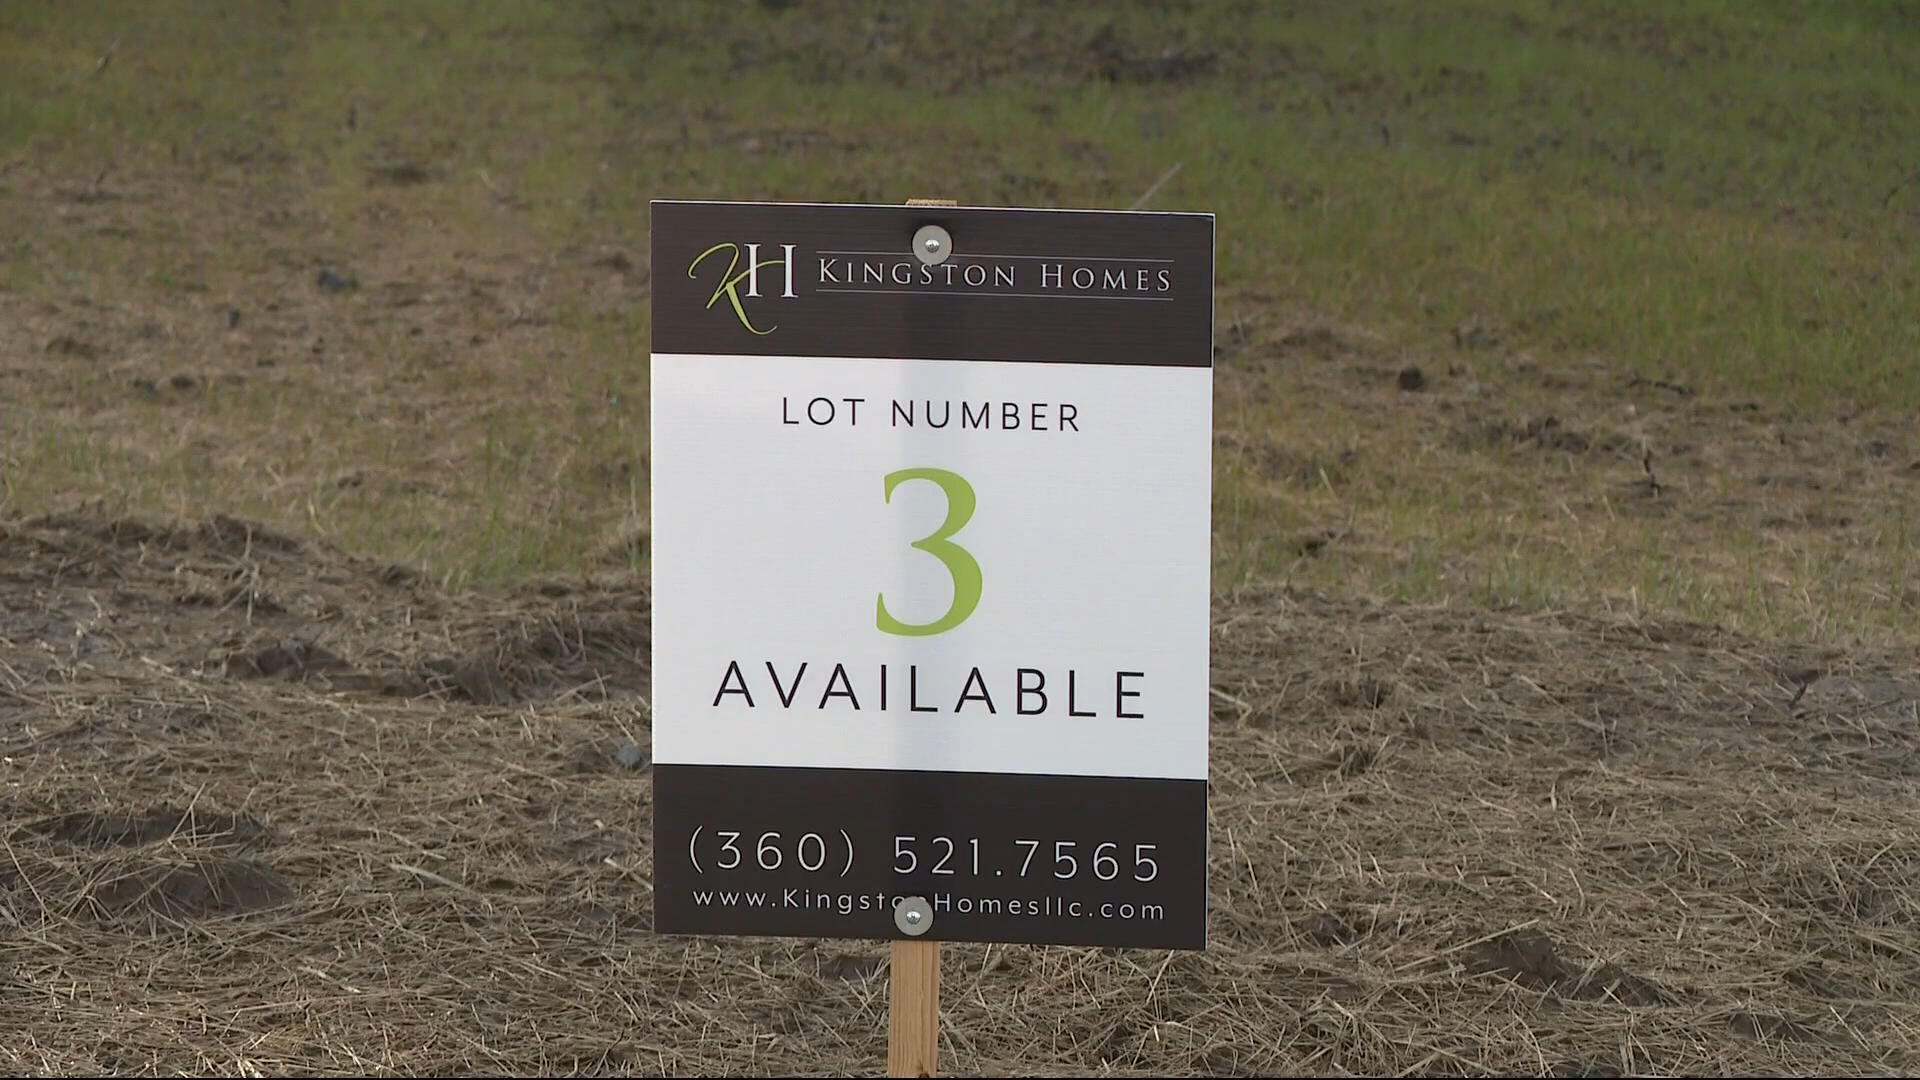 KH KINGSTON HOMES
LOT NUMBER
3
AVAILABLE
(360) 521.7565
www.KingstonHomesllc.com